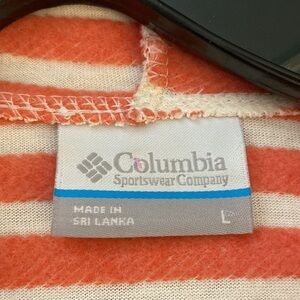 Columbia
Sportswear Company
MADE IN
SRI LANKA
L